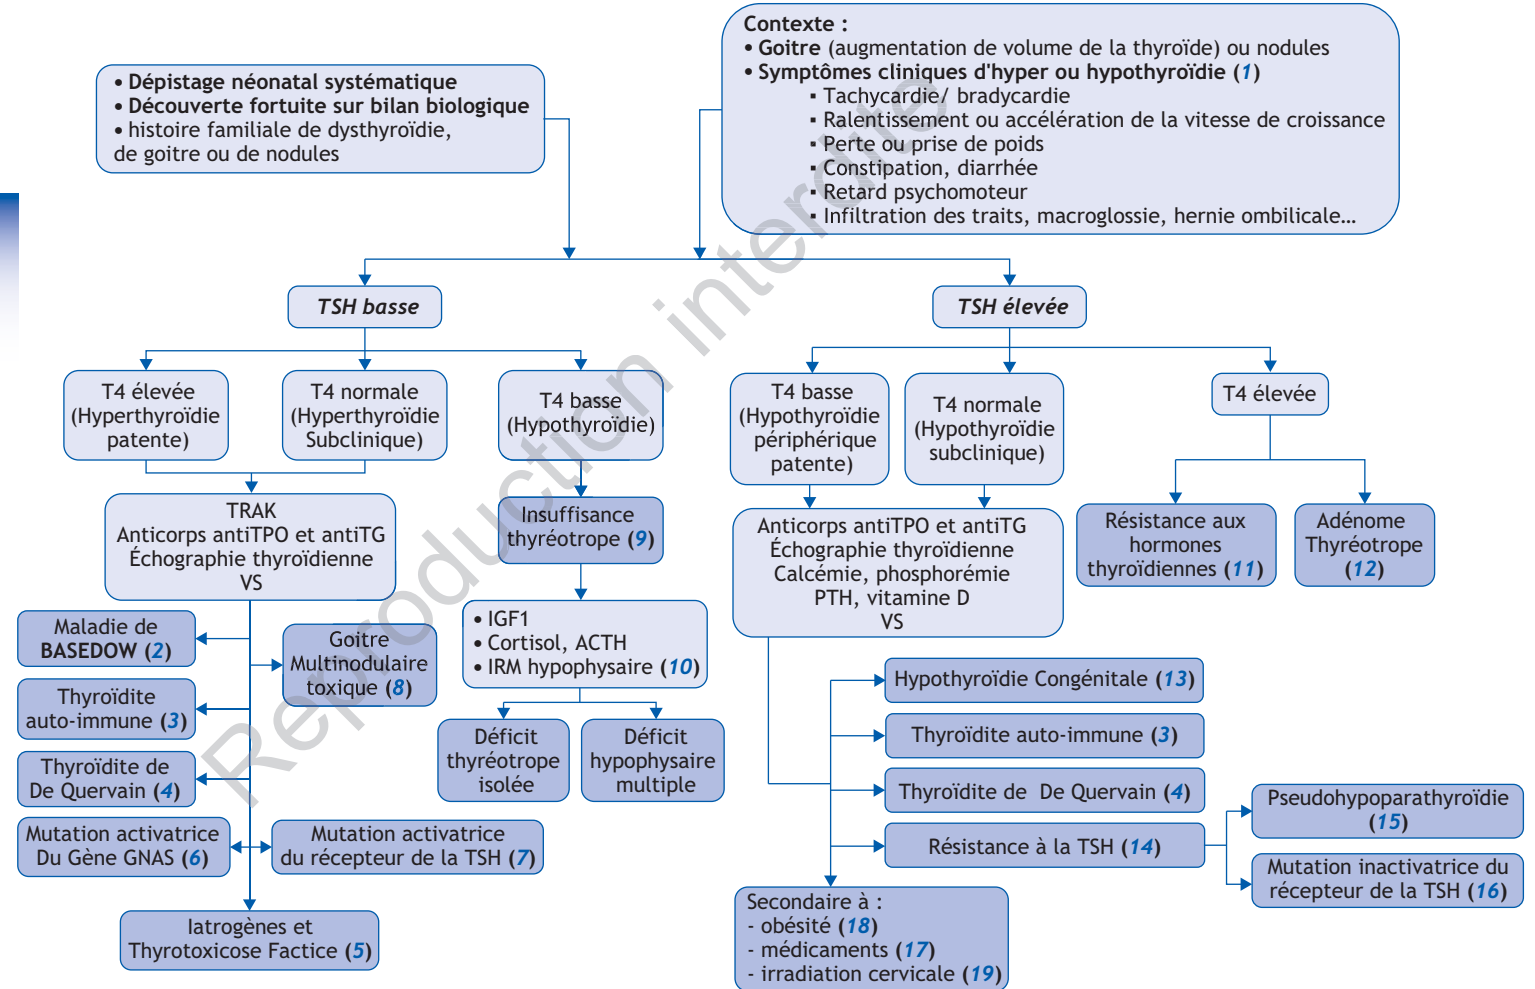 • Dépistage néonatal systématique
• Découverte fortuite sur bilan biologique
• histoire familiale de dysthyroïdie,
de goitre ou de nodules
Contexte :
• Goitre (augmentation de volume de la thyroïde) ou nodules
• Symptômes cliniques d'hyper ou hypothyroïdie (1)
▪ Tachycardie/ bradycardie
▪ Ralentissement ou accélération de la vitesse de croissance
▪ Perte ou prise de poids
▪ Constipation, diarrhée
▪ Retard psychomoteur
▪ Infiltration des traits, macroglossie, hernie ombilicale…
TSH basse
TSH élevée
T4 élevée
(Hyperthyroïdie
patente)
T4 normale
(Hyperthyroïdie
Subclinique)
T4 basse
(Hypothyroïdie)
T4 basse
(Hypothyroïdie
périphérique
patente)
T4 normale
(Hypothyroïdie
subclinique)
T4 élevée
TRAK
Anticorps antiTPO et antiTG
Échographie thyroïdienne
VS
Insuffisance
thyréotrope (9)
Anticorps antiTPO et antiTG
Échographie thyroïdienne
Calcémie, phosphorémie
PTH, vitamine D
VS
Résistance aux
hormones
thyroïdiennes (11)
Adénome
Thyréotrope
(12)
Maladie de
BASEDOW (2)
Goitre
Multinodulaire
toxique (8)
• IGF1
• Cortisol, ACTH
• IRM hypophysaire (10)
Thyroïdite
auto-immune (3)
Thyroïdite de
De Quervain (4)
Déficit
thyréotrope
isolée
Déficit
hypophysaire
multiple
Mutation activatrice
Du Gène GNAS (6)
Mutation activatrice
du récepteur de la TSH (7)
Iatrogènes et
Thyrotoxicose Factice (5)
Hypothyroïdie Congénitale (13)
Thyroïdite auto-immune (3)
Thyroïdite de De Quervain (4)
Résistance à la TSH (14)
Pseudohypoparathyroïdie
(15)
Mutation inactivatrice du
récepteur de la TSH (16)
Secondaire à :
- obésité (18)
- médicaments (17)
- irradiation cervicale (19)
Reproduction interdite